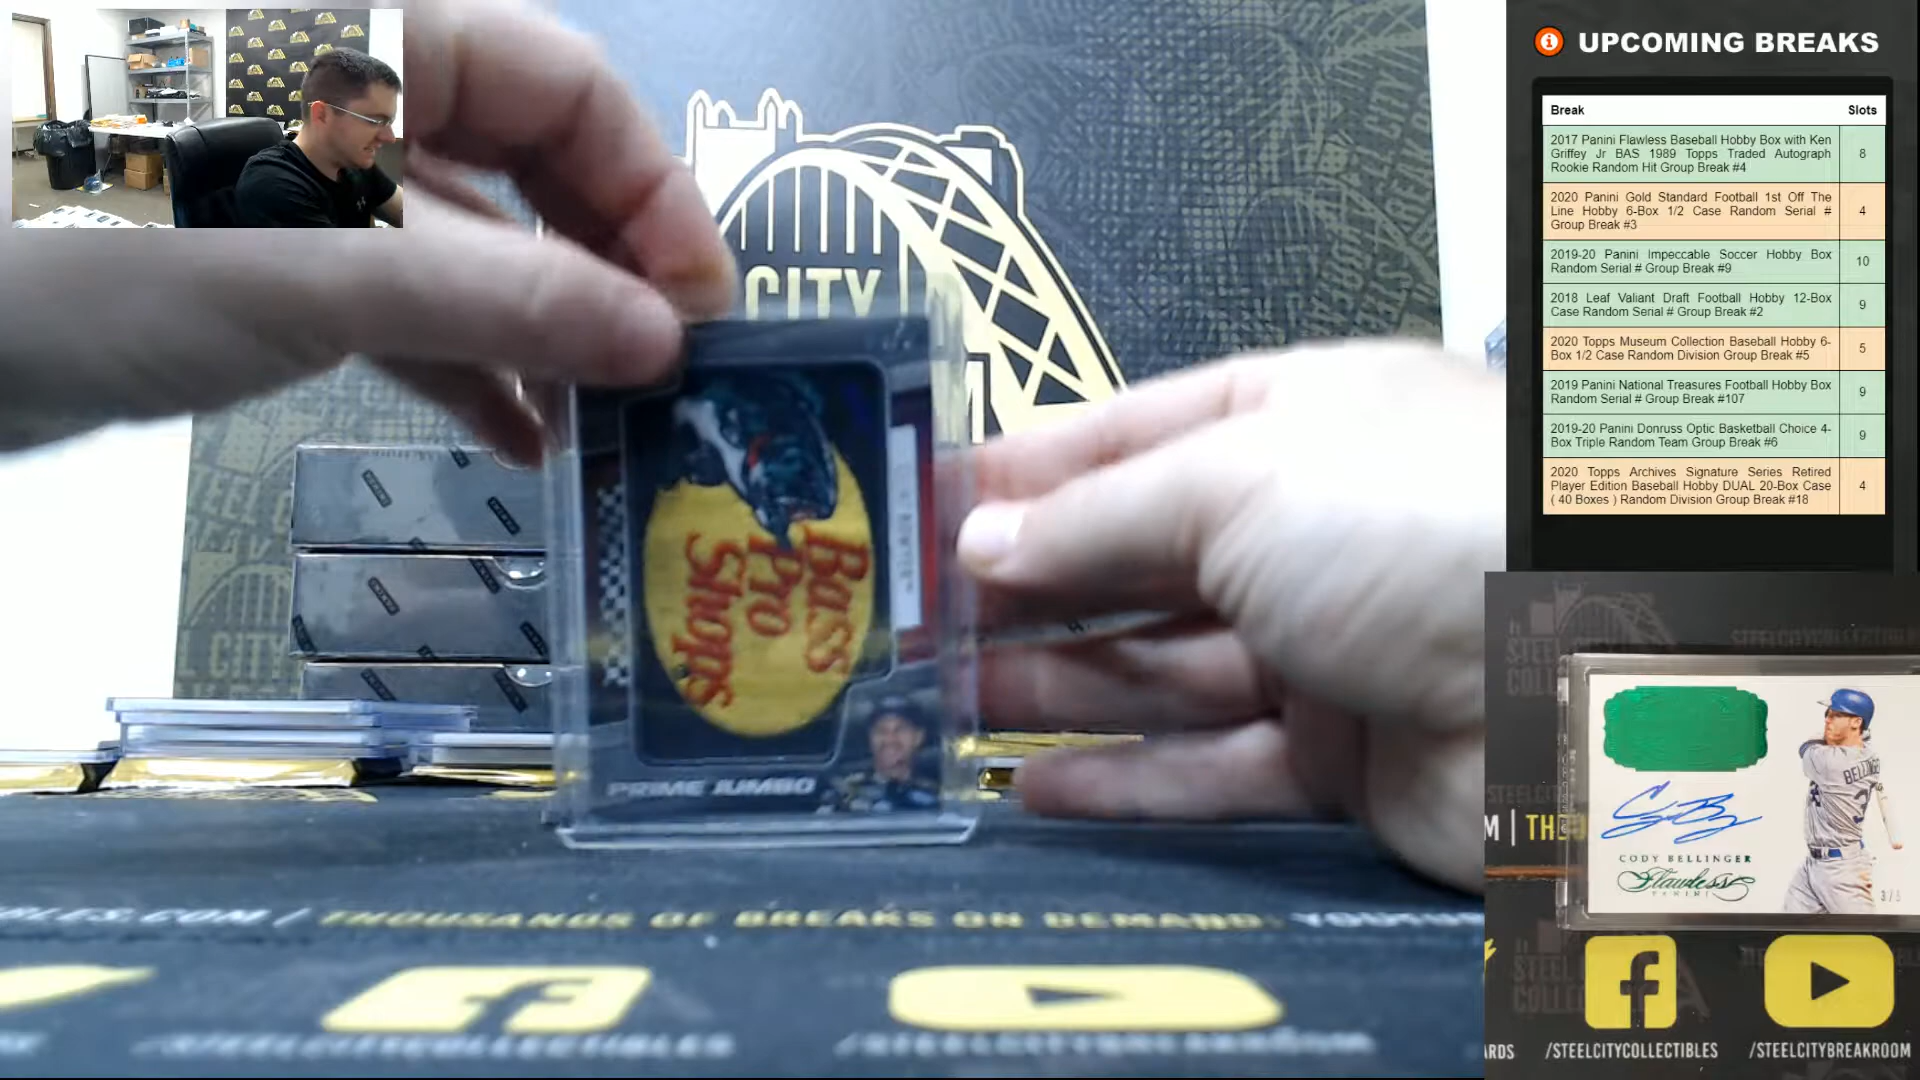 UPCOMING BREAKS
Break Slots
2017 Panini Flawless Baseball Hobby Box with Ken
Griffey Jr BAS 1989 Topps Traded Autograph
Rookie Random Hit Group Break #4
8
2020 Panini Gold Standard Football 1st Off The
Line Hobby 6-Box 1/2 Case Random Serial #
Group Break #3
4
2019-20 Panini Impeccable Soccer Hobby Box
Random Serial # Group Break #9
10
2018 Leaf Valiant Draft Football Hobby 12-Box
Case Random Serial # Group Break #2
9
2020 Topps Museum Collection Baseball Hobby 6-
Box 1/2 Case Random Division Group Break #5
5
2019 Panini National Treasures Football Hobby Box
Random Serial # Group Break #107
9
2019-20 Panini Donruss Optic Basketball Choice 4-
Box Triple Random Team Group Break #6
9
2020 Topps Archives Signature Series Retired
Player Edition Baseball Hobby DUAL 20-Box Case
( 40 Boxes ) Random Division Group Break #18
4
CITY
Bass
Pro
Shops
PRIME JUMBO
LES.COM | THOUSANDS OF BREAKS ON DEMAND:
/STEELCITYCOLLECTIBLES
/STEELCITYBREAKROOM
CODY BELLINGER
Flawless
PANINI
3/5
/STEELCITYCOLLECTIBLES
/STEELCITYBREAKROOM